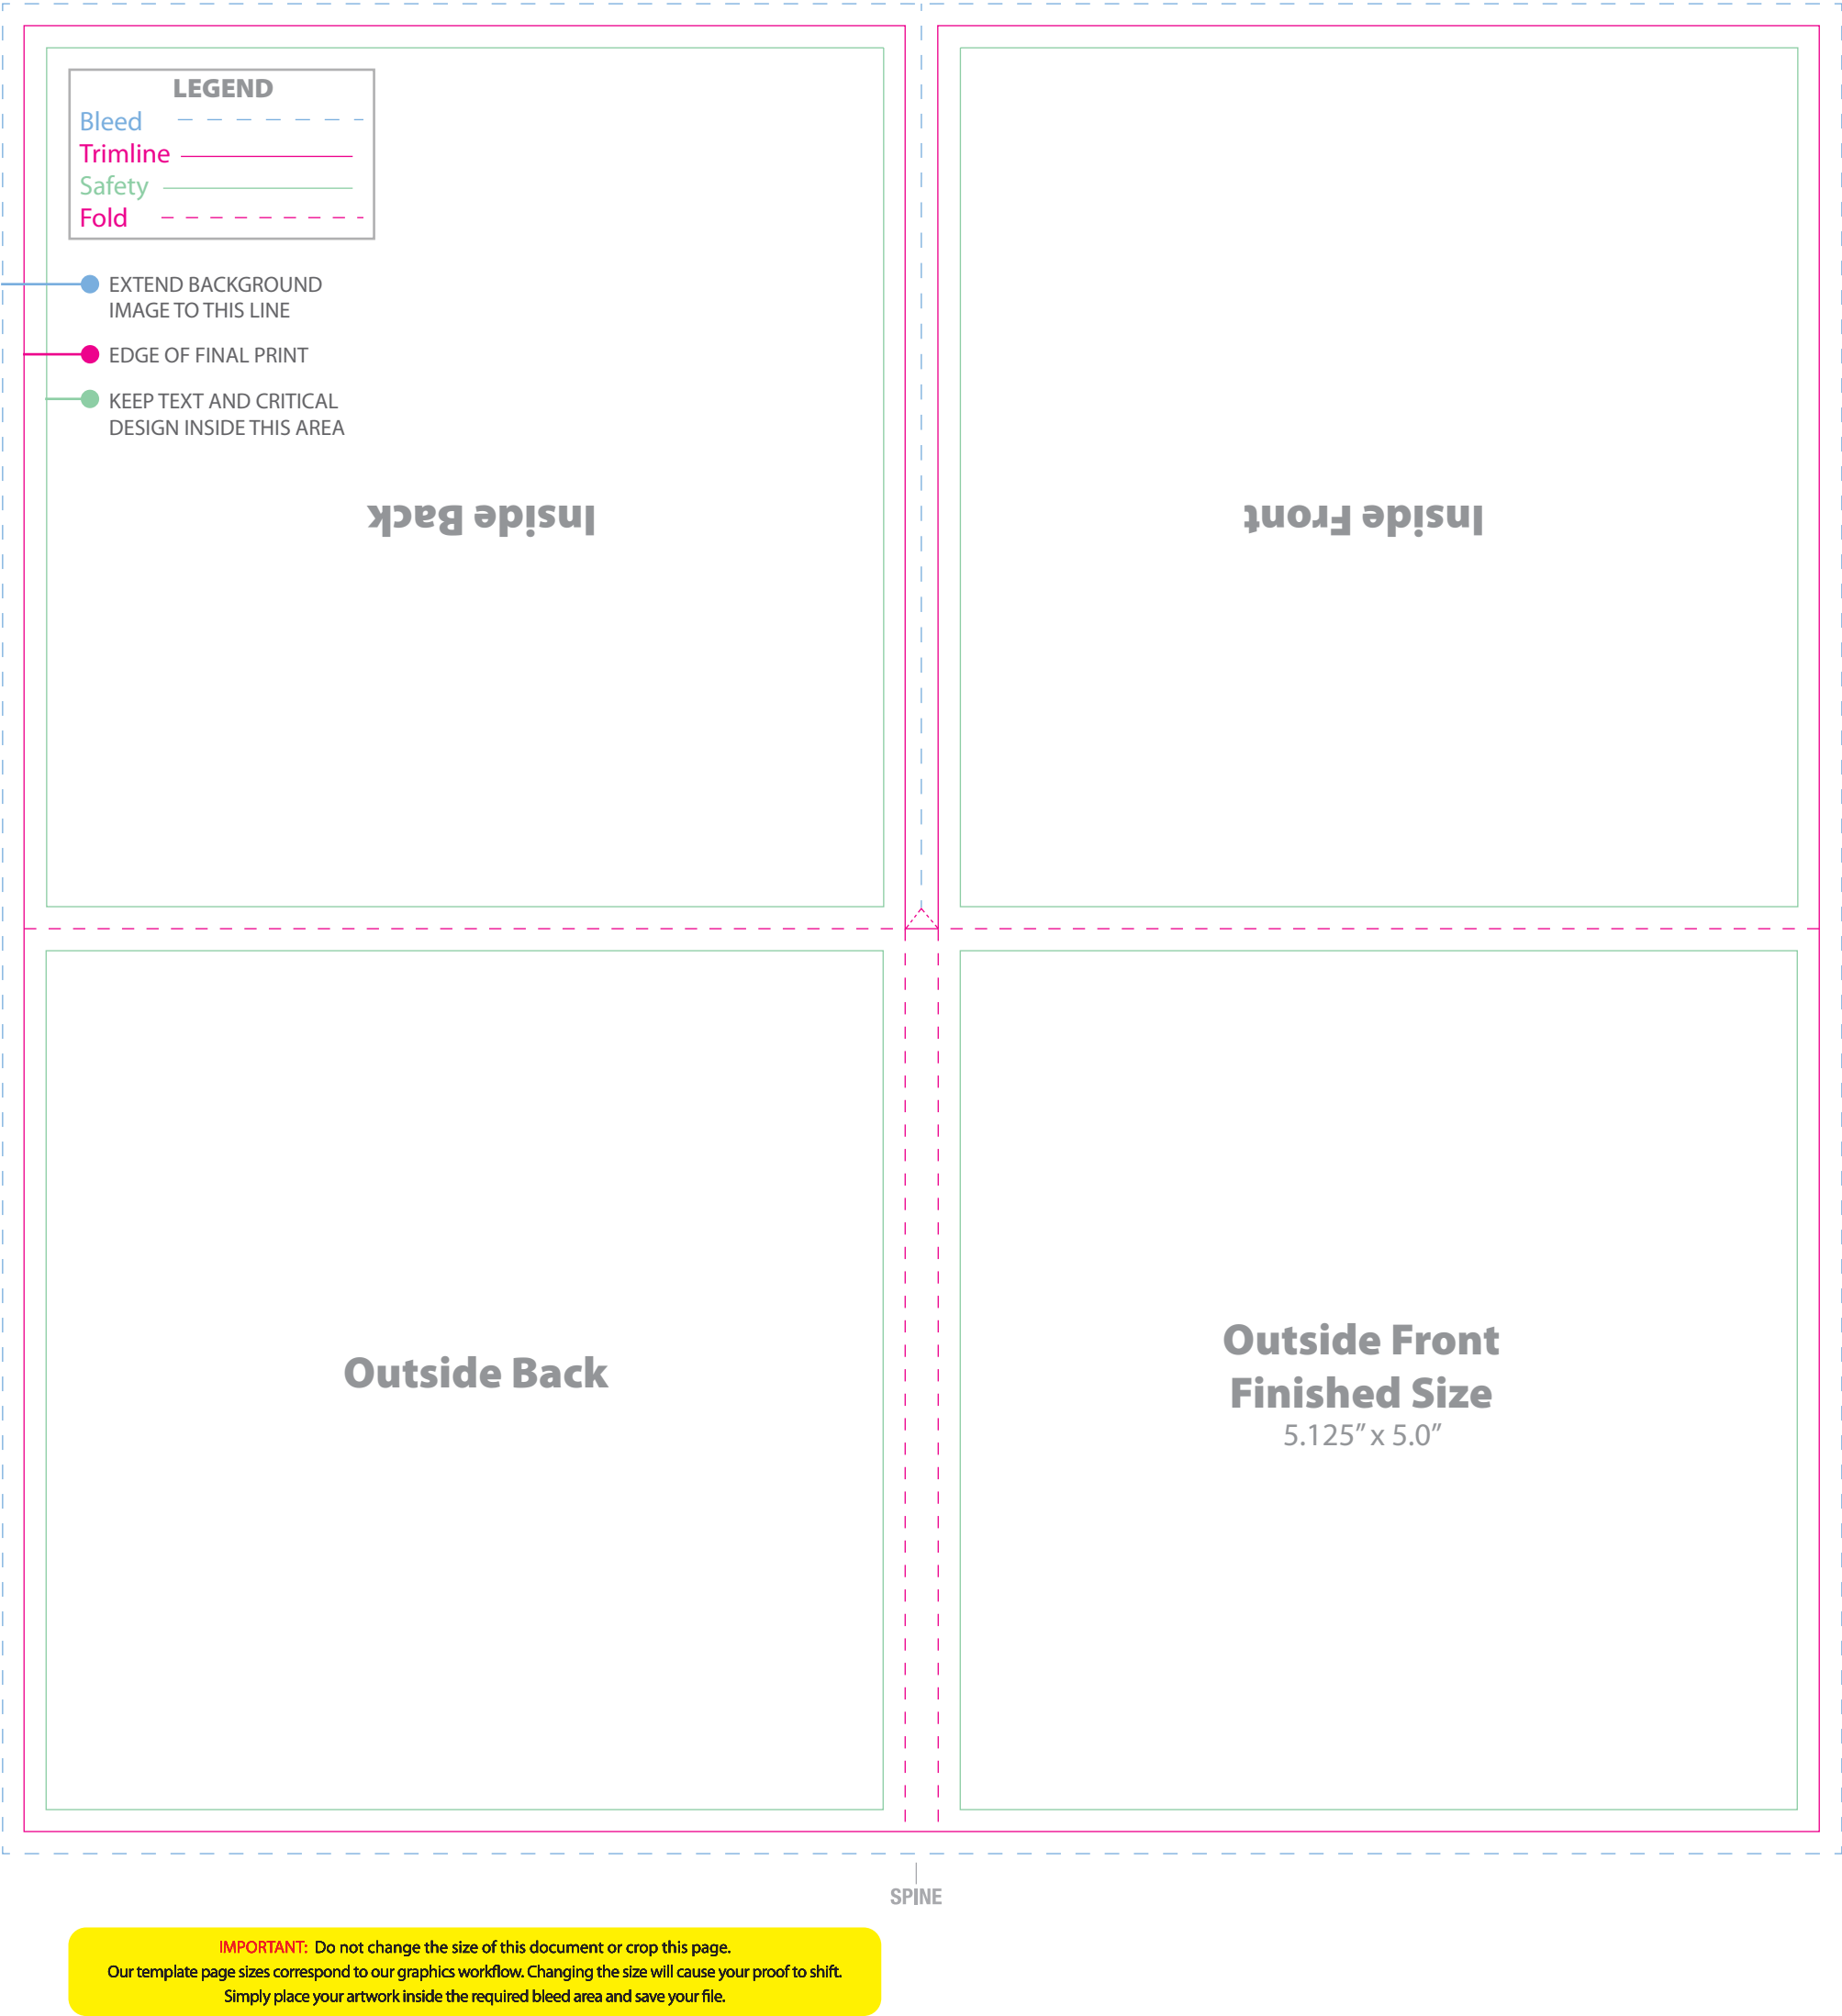 LEGEND
Bleed
Trimline
Safety
Fold
EXTEND BACKGROUND
IMAGE TO THIS LINE
EDGE OF FINAL PRINT
KEEP TEXT AND CRITICAL
DESIGN INSIDE THIS AREA
Inside Back
Inside Front
Outside Back
Outside Front
Finished Size
5.125” x 5.0”
SPINE
IMPORTANT: Do not change the size of this document or crop this page.
Our template page sizes correspond to our graphics workflow. Changing the size will cause your proof to shift.
Simply place your artwork inside the required bleed area and save your file.